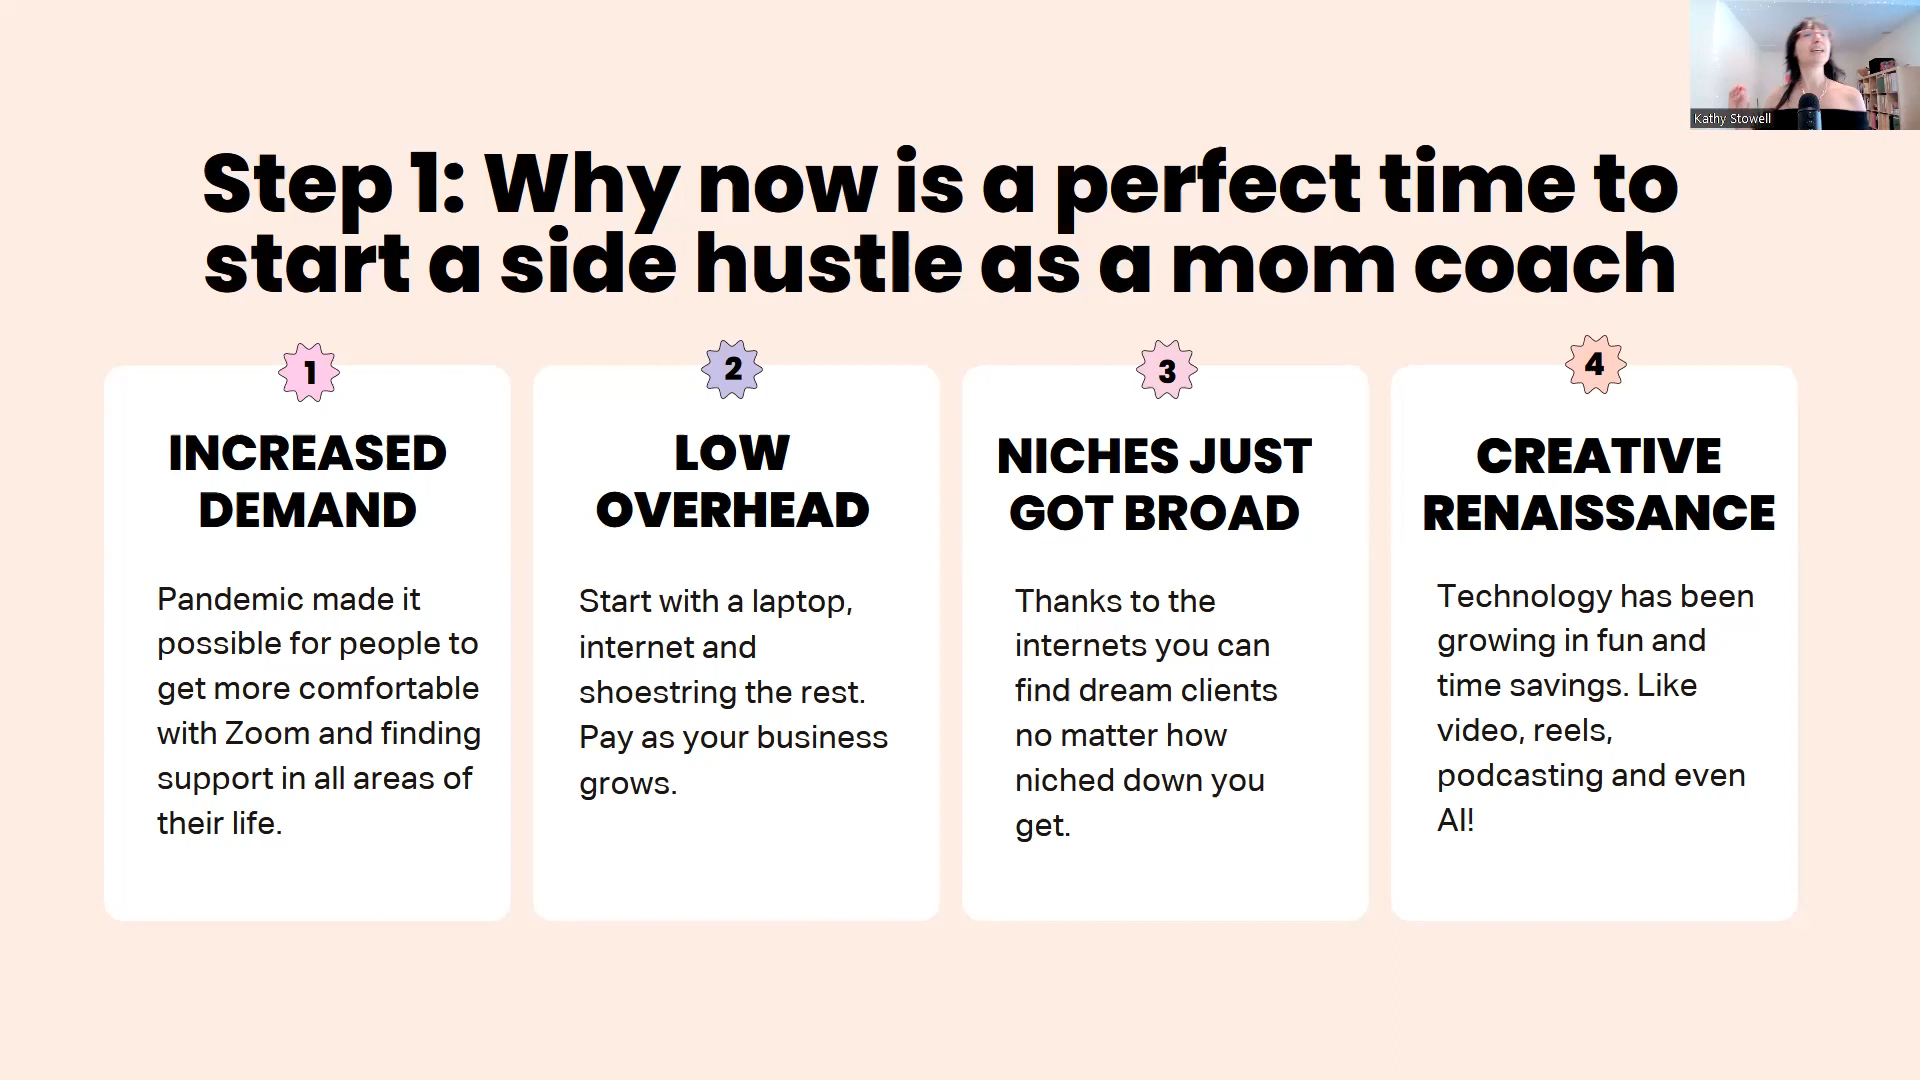 Kathy Stowell
Step 1: Why now is a perfect time to
start a side hustle as a mom coach
1
INCREASED
DEMAND
Pandemic made it
possible for people to
get more comfortable
with Zoom and finding
support in all areas of
their life.
2
LOW
OVERHEAD
Start with a laptop,
internet and
shoestring the rest.
Pay as your business
grows.
3
NICHES JUST
GOT BROAD
Thanks to the
internets you can
find dream clients
no matter how
niched down you
get.
4
CREATIVE
RENAISSANCE
Technology has been
growing in fun and
time savings. Like
video, reels,
podcasting and even
AI!